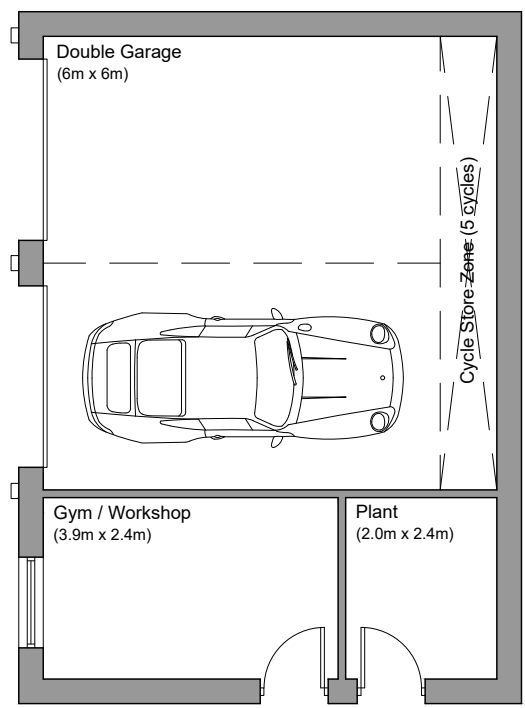 Double Garage
(6m x 6m)
Cycle Store Zone (5 cycles)
Gym / Workshop
(3.9m x 2.4m)
Plant
(2.0m x 2.4m)